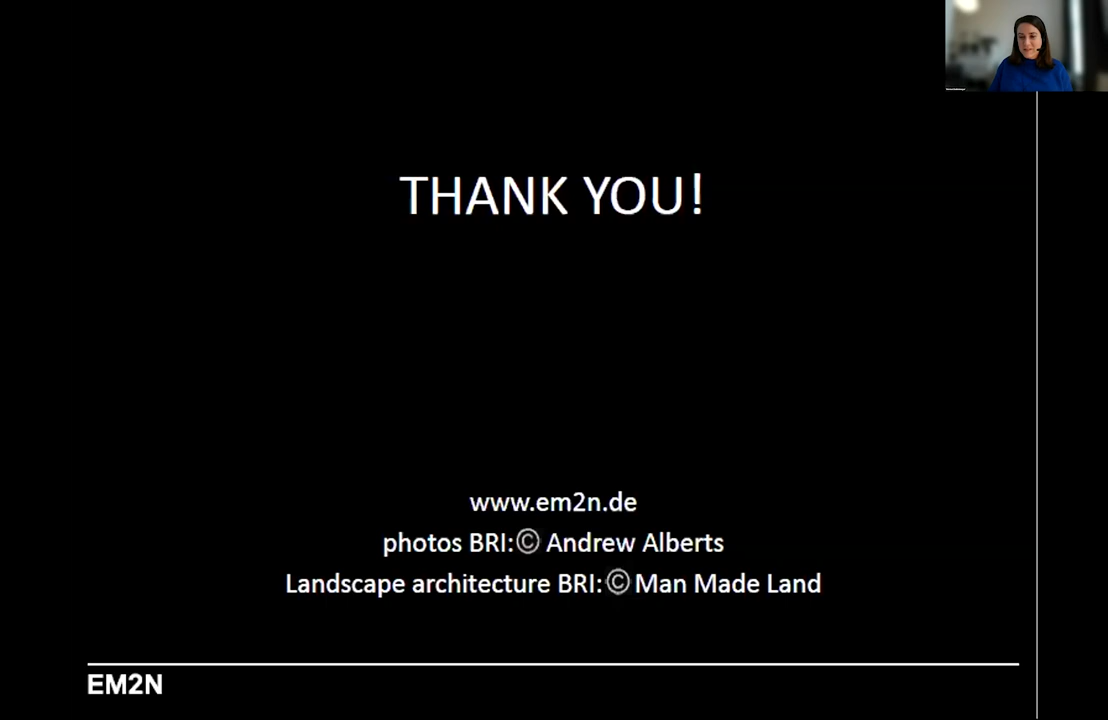 THANK YOU!
www.em2n.de
photos BRI:© Andrew Alberts
Landscape architecture BRI:© Man Made Land
EM2N